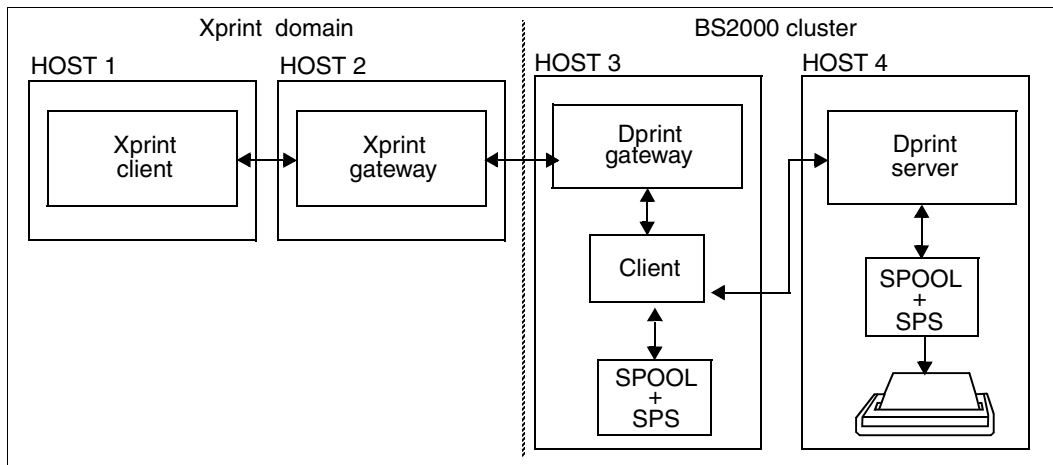 Xprint domain
BS2000 cluster
HOST 1
HOST 2
HOST 3
HOST 4
Xprint
client
Xprint
gateway
Dprint
gateway
Dprint
server
Client
SPOOL
+
SPS
SPOOL
+
SPS